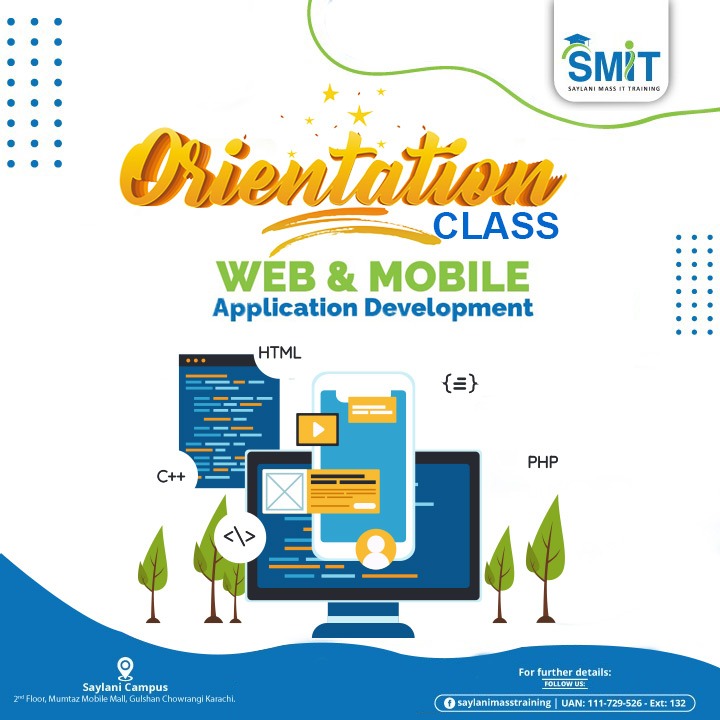 SMIT
SAYLANI MASS IT TRAINING
Orientation
CLASS
WEB & MOBILE
Application Development
HTML
{=}
C++
PHP
</>
Saylani Campus
2nd Floor, Mumtaz Mobile Mall, Gulshan Chowrangi Karachi.
For further details:
FOLLOW US:
saylanimasstraining | UAN: 111-729-526 - Ext: 132